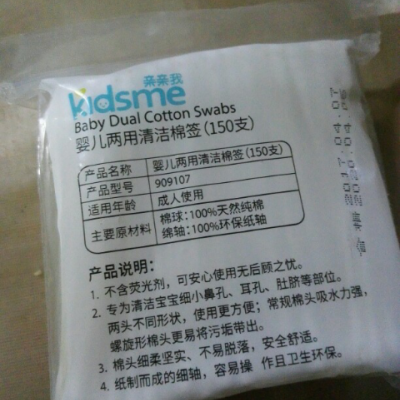 亲亲我
kidsme
Baby Dual Cotton Swabs
婴儿两用清洁棉签(150支)
产品名称 婴儿两用清洁棉签(150支)
产品型号 909107
适用年龄 成人使用
主要原材料 棉球:100%天然纯棉
棉轴:100%环保纸轴
产品说明:
1. 不含荧光剂,可安心使用无后顾之忧。
2. 专为清洁宝宝细小鼻孔、耳孔、肚脐等部位。
两头不同形状,使用更方便;常规棉头吸水力强,
螺旋形棉头更易将污垢带出。
3. 棉头细柔坚实、不易脱落,安全舒适。
4. 纸制而成的细轴,容易操 作且卫生环保。